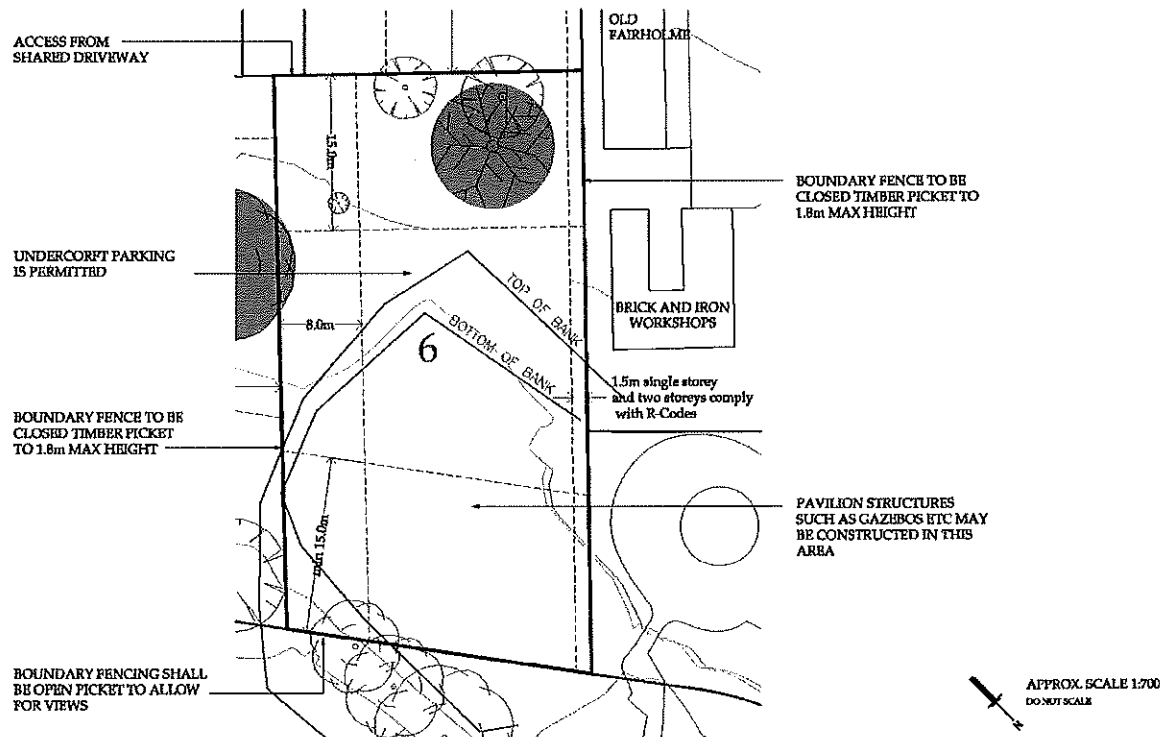 ACCESS FROM
SHARED DRIVEWAY
OLD
FAIRHOLME
15.0m
BOUNDARY FENCE TO BE
CLOSED TIMBER PICKET TO
1.8m MAX HEIGHT
UNDERCORFT PARKING
IS PERMITTED
TOP OF BANK
BRICK AND IRON
WORKSHOPS
8.0m
BOTTOM OF BANK
6
1.5m single storey
and two storeys comply
with R-Codes
BOUNDARY FENCE TO BE
CLOSED TIMBER PICKET
TO 1.8m MAX HEIGHT
PAVILION STRUCTURES
SUCH AS GAZEBOS ETC MAY
BE CONSTRUCTED IN THIS
AREA
min 15.0m
BOUNDARY FENCING SHALL
BE OPEN PICKET TO ALLOW
FOR VIEWS
APPROX. SCALE 1:700
DO NOT SCALE
N